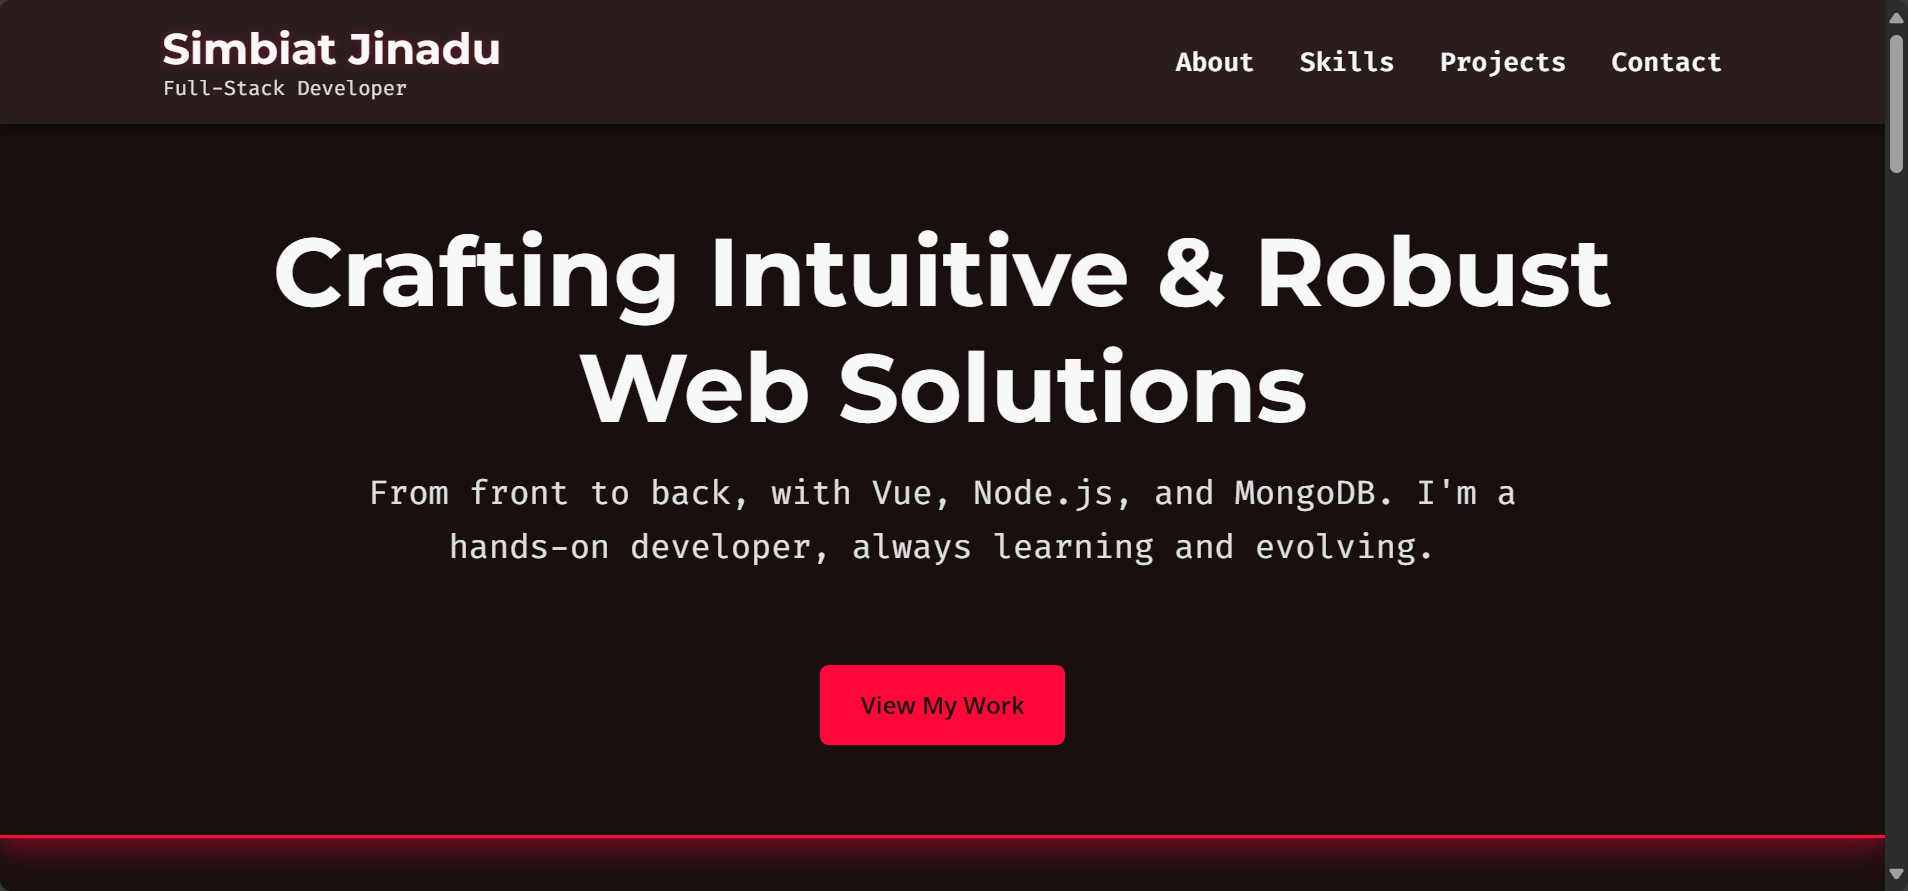 Simbiat Jinadu
Full-Stack Developer
About Skills Projects Contact
Crafting Intuitive & Robust
Web Solutions
From front to back, with Vue, Node.js, and MongoDB. I'm a
hands-on developer, always learning and evolving.
View My Work